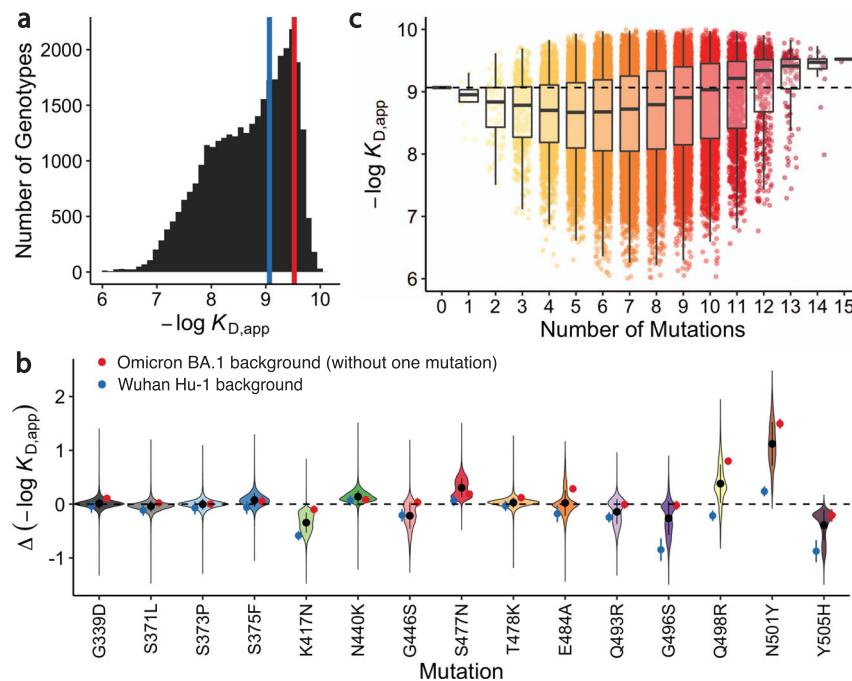 a
Number of Genotypes
2000
1500
1000
500
0
6 7 8 9 10
−log K_D,app
c
−log K_D,app
10
9
8
7
6
0 1 2 3 4 5 6 7 8 9 10 11 12 13 14 15
Number of Mutations
b
Omicron BA.1 background (without one mutation)
Wuhan Hu-1 background
Δ (−log K_D,app)
2
1
0
-1
G339D
S371L
S373P
S375F
K417N
N440K
G446S
S477N
T478K
E484A
Q493R
G496S
Q498R
N501Y
Y505H
Mutation